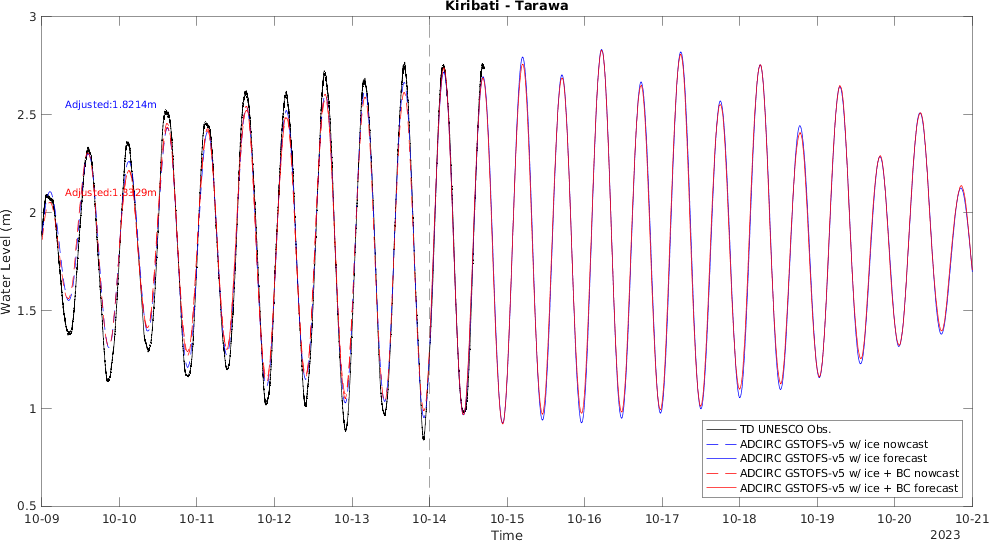 Kiribati - Tarawa
3
2.5
2
1.5
1
0.5
Water Level (m)
Adjusted:1.8214m
Adjusted:1.8329m
TD UNESCO Obs.
ADCIRC GSTOFS-v5 w/ ice nowcast
ADCIRC GSTOFS-v5 w/ ice forecast
ADCIRC GSTOFS-v5 w/ ice + BC nowcast
ADCIRC GSTOFS-v5 w/ ice + BC forecast
10-09 10-10 10-11 10-12 10-13 10-14 10-15 10-16 10-17 10-18 10-19 10-20 10-21
Time
2023